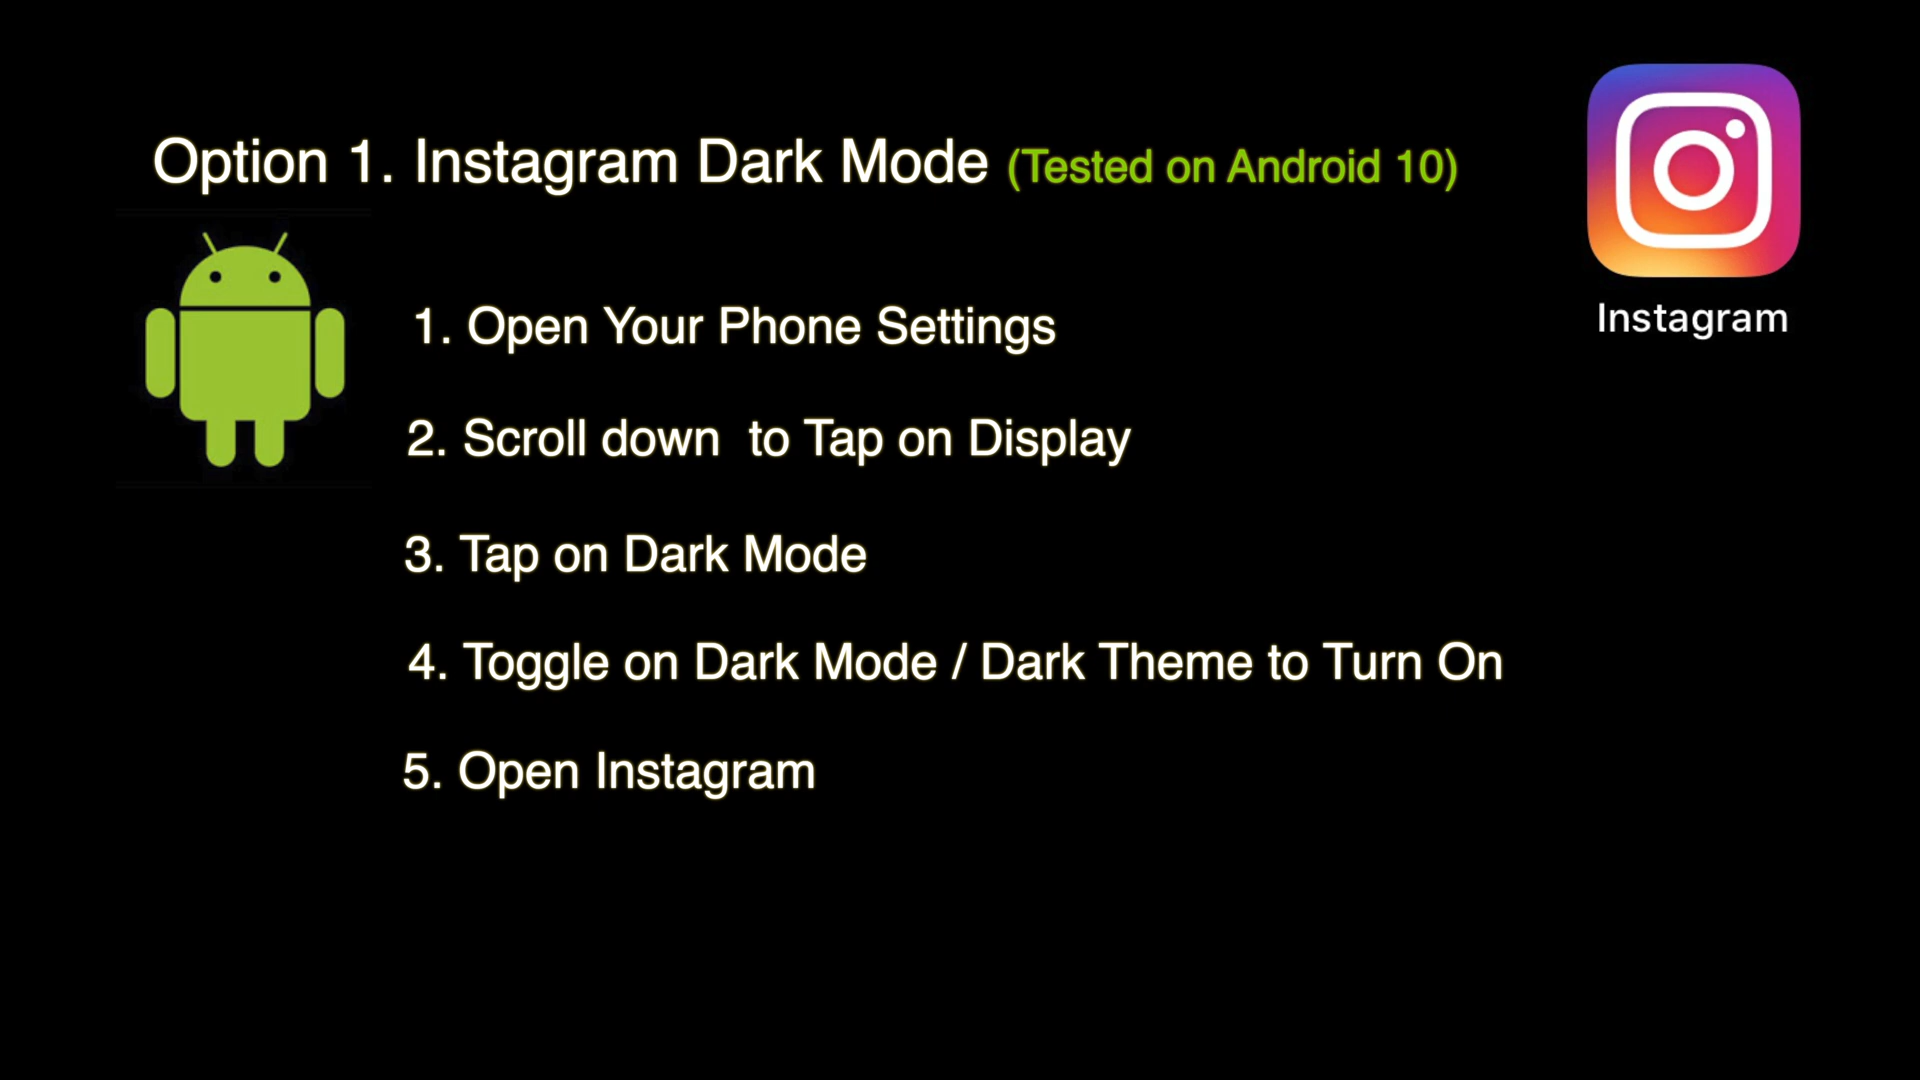 Option 1. Instagram Dark Mode (Tested on Android 10)
Instagram
1. Open Your Phone Settings
2. Scroll down  to Tap on Display
3. Tap on Dark Mode
4. Toggle on Dark Mode / Dark Theme to Turn On
5. Open Instagram